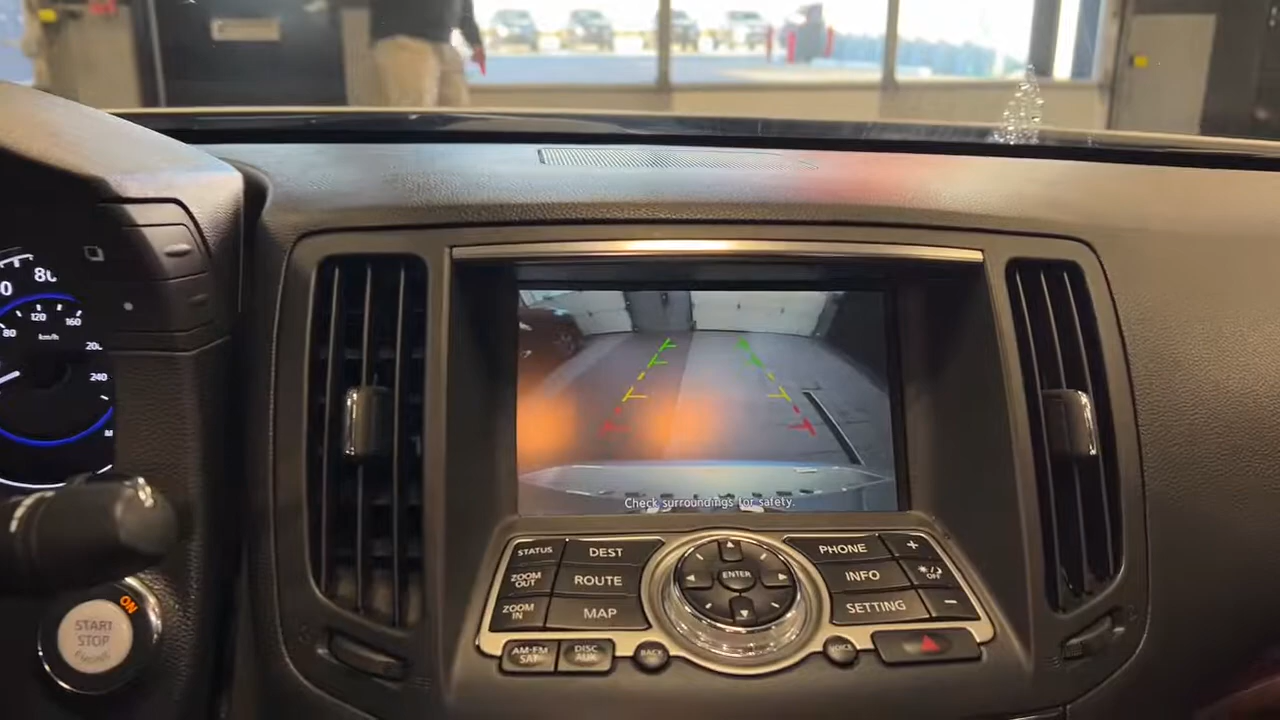 80
120
160
80
km/h
200
240
ON
START
STOP
Check surroundings for safety.
STATUS
DEST
ZOOM
OUT
ROUTE
ZOOM
IN
MAP
AM·FM
SAT
DISC
AUX
BACK
ENTER
PHONE
+
INFO
OFF
SETTING
-
VOICE